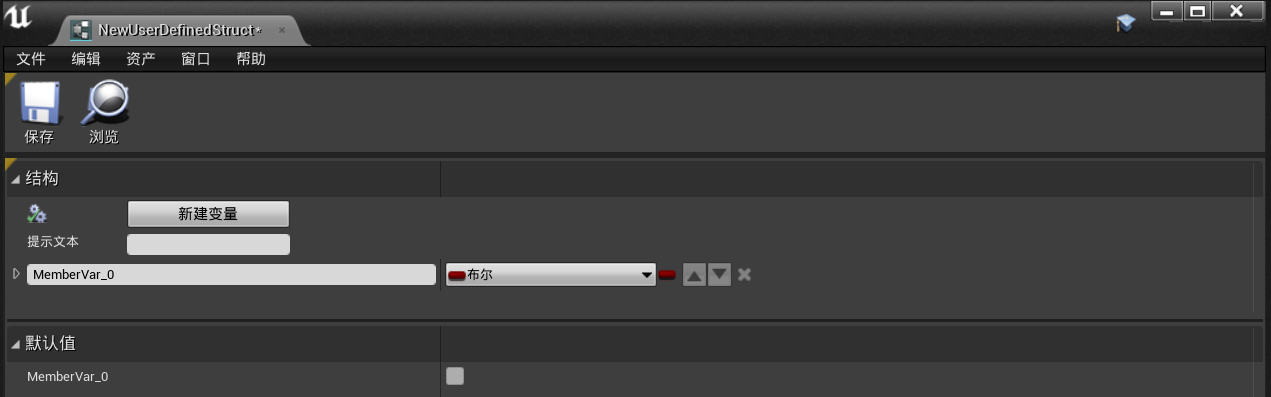 NewUserDefinedStruct*
文件 编辑 资产 窗口 帮助
保存 浏览
结构
新建变量
提示文本
MemberVar_0 布尔
默认值
MemberVar_0